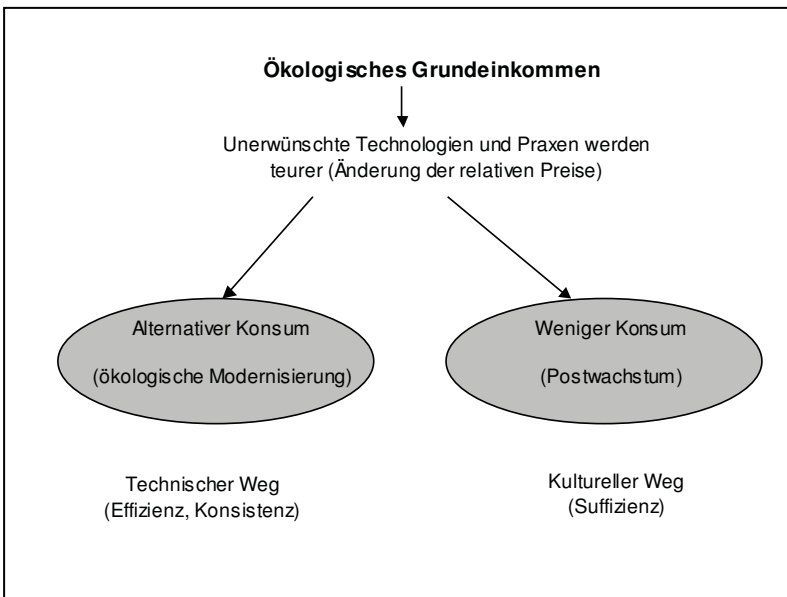 Ökologisches Grundeinkommen
Unerwünschte Technologien und Praxen werden
teurer (Änderung der relativen Preise)
Alternativer Konsum
(ökologische Modernisierung)
Weniger Konsum
(Postwachstum)
Technischer Weg
(Effizienz, Konsistenz)
Kultureller Weg
(Suffizienz)